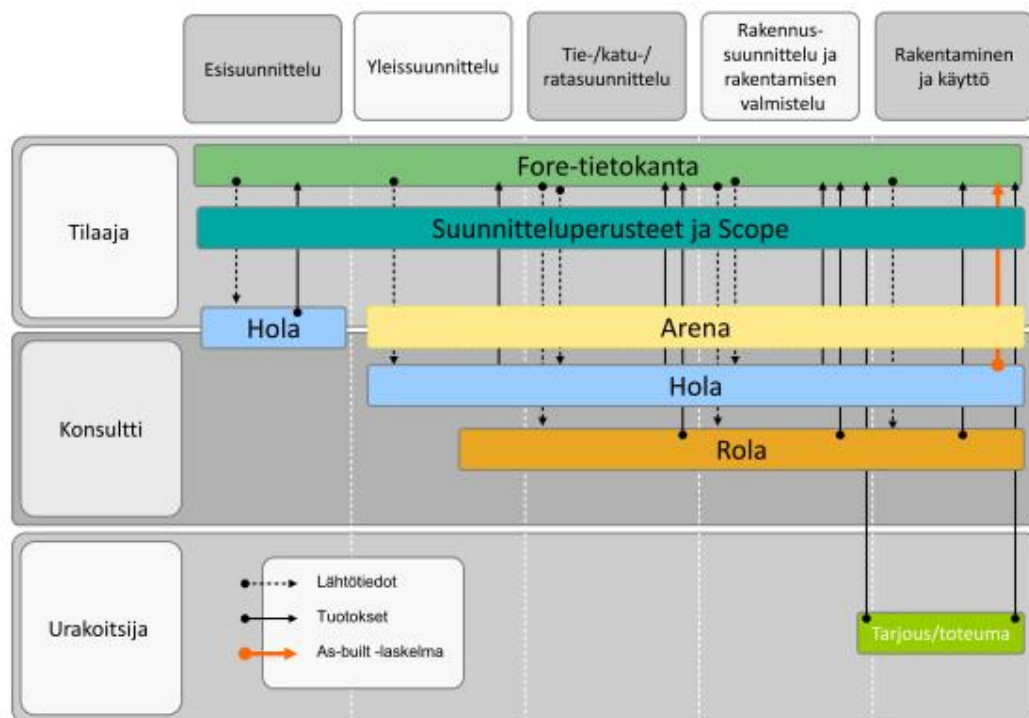 Esisuunnittelu
Yleissuunnittelu
Tie-/katu-/
ratasuunnittelu
Rakennus-
suunnittelu ja
rakentamisen
valmistelu
Rakentaminen
ja käyttö
Tilaaja
Fore-tietokanta
Suunnitteluperusteet ja Scope
Hola
Arena
Konsultti
Hola
Rola
Urakoitsija
Lähtötiedot
Tuotokset
As-built -laskelma
Tarjous/toteuma